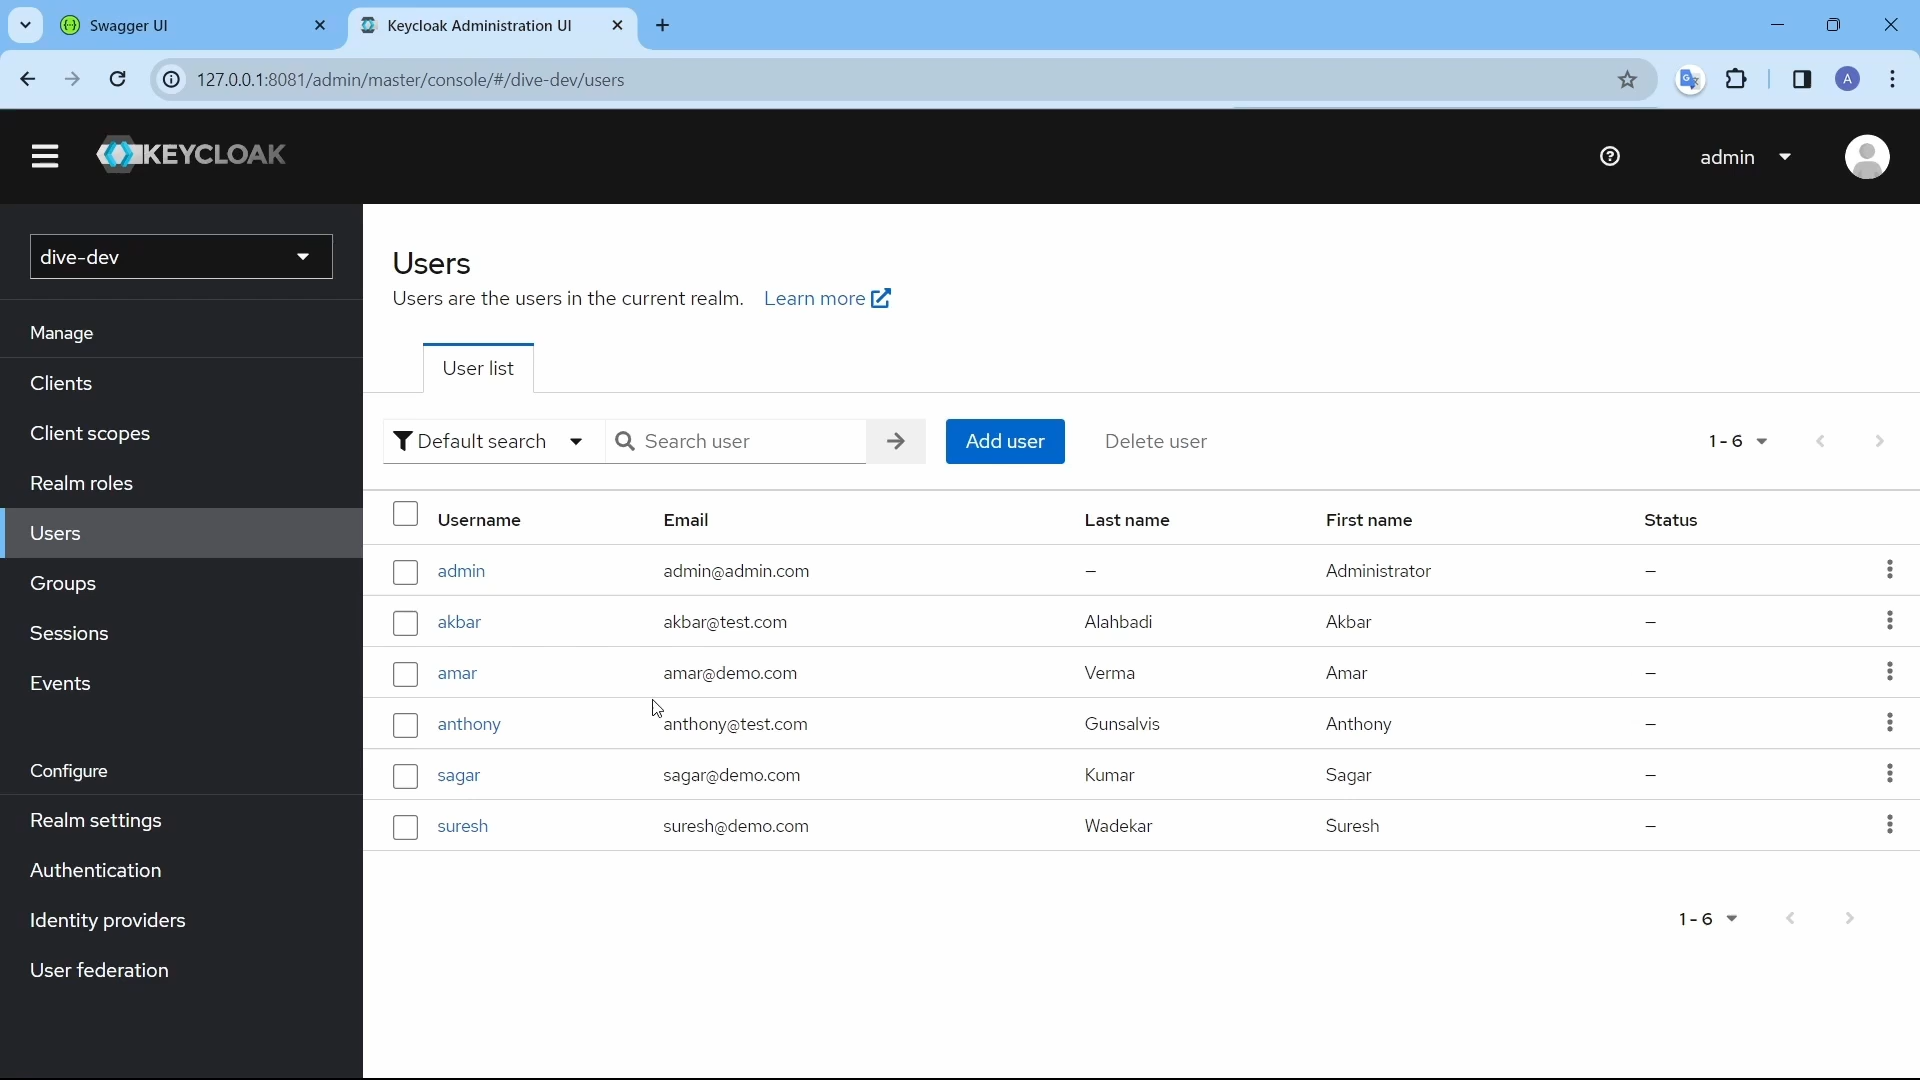 Swagger UI
Keycloak Administration UI
127.0.0.1:8081/admin/master/console/#/dive-dev/users
A
KEYCLOAK
admin
dive-dev
Manage
Clients
Client scopes
Realm roles
Users
Groups
Sessions
Events
Configure
Realm settings
Authentication
Identity providers
User federation
Users
Users are the users in the current realm. Learn more
User list
Default search Search user Add user Delete user 1 - 6
Username Email Last name First name Status
admin admin@admin.com – Administrator –
akbar akbar@test.com Alahbadi Akbar –
amar amar@demo.com Verma Amar –
anthony anthony@test.com Gunsalvis Anthony –
sagar sagar@demo.com Kumar Sagar –
suresh suresh@demo.com Wadekar Suresh –
1 - 6